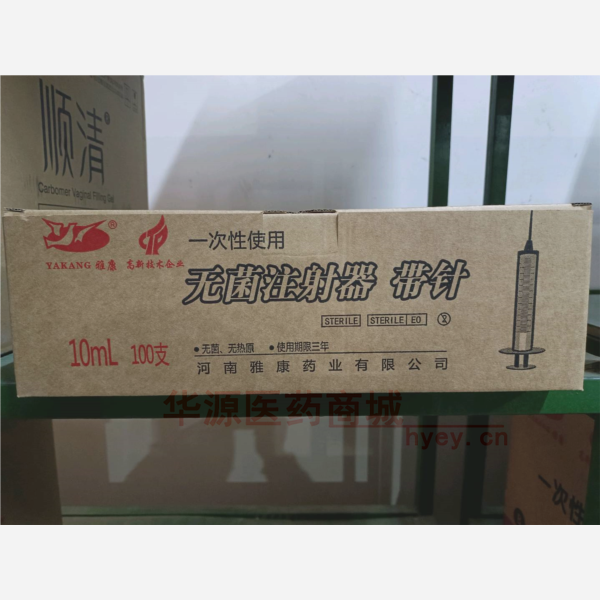 顺清
Carbomer Vaginal Filling Gel
YAKANG 雅康®
高新技术企业
一次性使用
无菌注射器 带针
STERILE STERILE EO
10mL 100支
•无菌、无热原 •使用期限三年
河南雅康药业有限公司
华源医药商城
hyey.cn
一次性